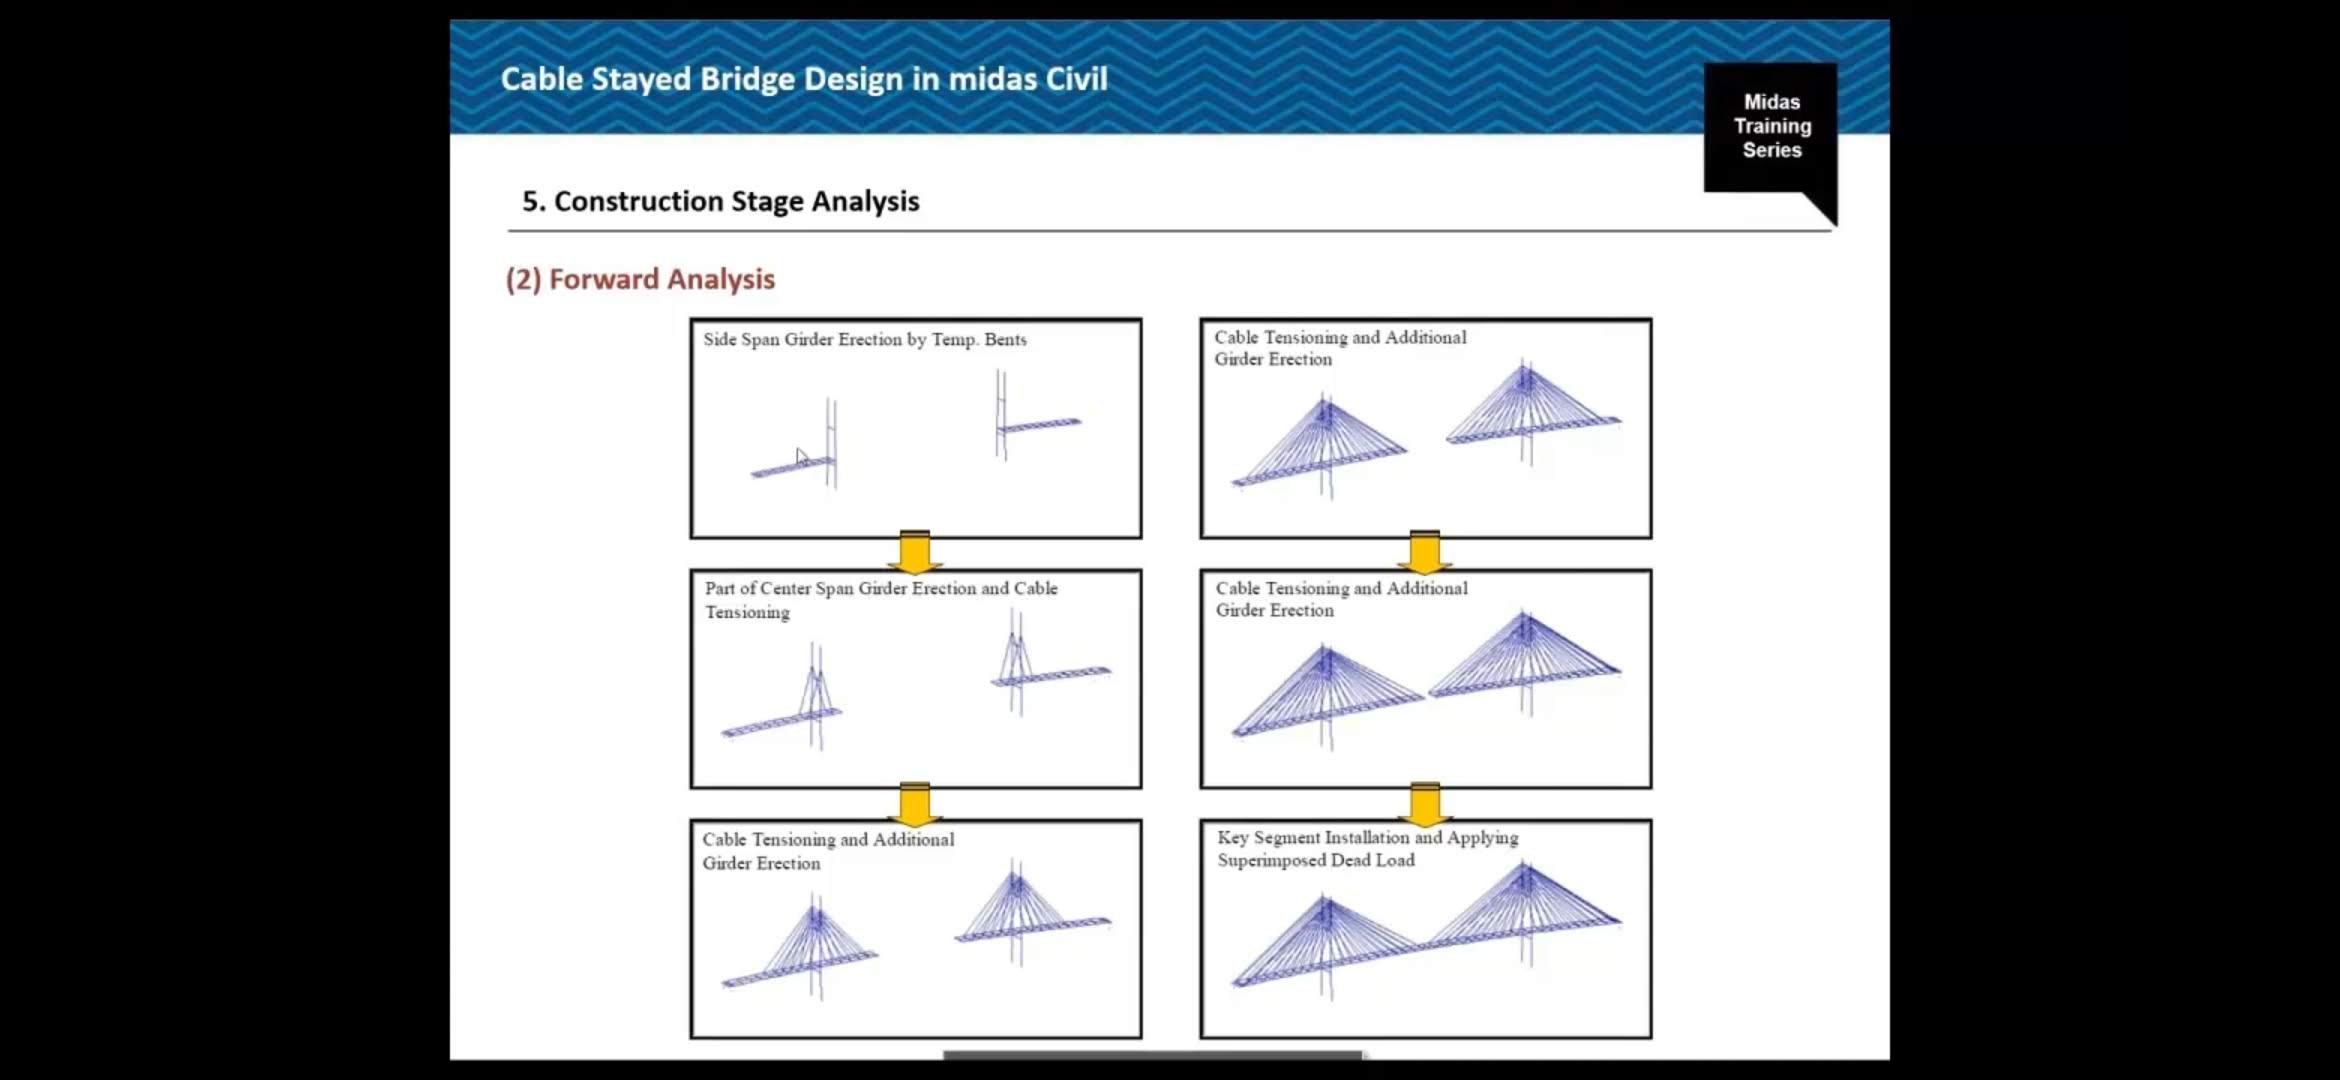 Cable Stayed Bridge Design in midas Civil
Midas
Training
Series
5. Construction Stage Analysis
(2) Forward Analysis
Side Span Girder Erection by Temp. Bents
Part of Center Span Girder Erection and Cable
Tensioning
Cable Tensioning and Additional
Girder Erection
Cable Tensioning and Additional
Girder Erection
Cable Tensioning and Additional
Girder Erection
Key Segment Installation and Applying
Superimposed Dead Load